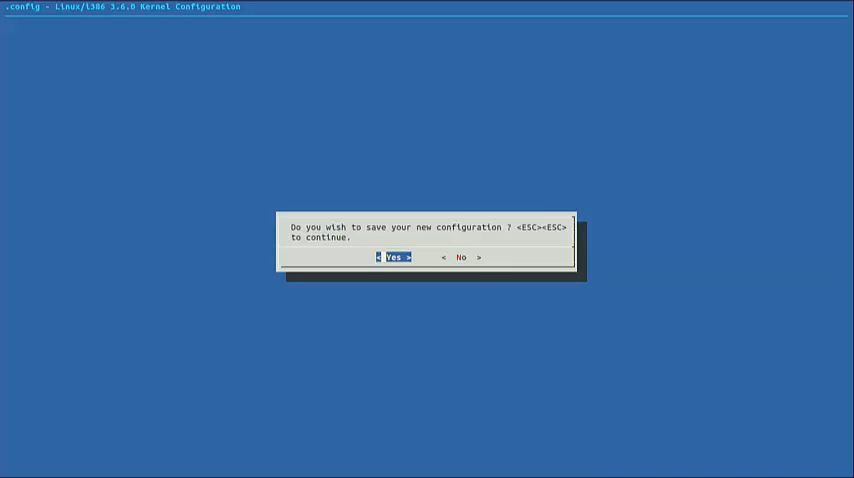 .config - Linux/i386 3.6.0 Kernel Configuration
Do you wish to save your new configuration ? <ESC><ESC>
to continue.
< Yes > < No >